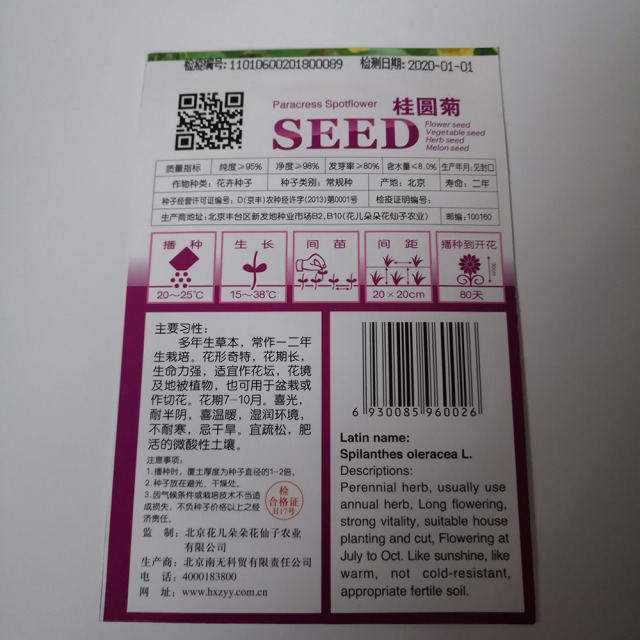 检疫编号: 11010600201800089 检测日期: 2020-01-01
Paracress Spotflower 桂圆菊
SEED
Flower seed
Vegetable seed
Herb seed
Melon seed
质量指标 纯度≥95% 净度≥98% 发芽率≥80% 含水量≤8.0% 生产年月:见封口
作物种类: 花卉种子 种子类别: 常规种 产地: 北京 寿命: 二年
种子经营许可证编号: D(京丰)农种经许字(2013)第0001号 检疫证明编号:
生产商地址: 北京丰台区新发地种业市场B2,B10(花儿朵朵花仙子农业) 邮编: 100160
播种 生长 间苗 间距 播种到开花
30cm
20～25℃ 15～38℃ 20×20cm 80天
主要习性:
多年生草本，常作一二年
生栽培。花形奇特，花期长，
生命力强，适宜作花坛，花境
及地被植物，也可用于盆栽或
作切花。花期7-10月。喜光，
耐半阴，喜温暖，湿润环境，
不耐寒，忌干旱。宜疏松，肥
活的微酸性土壤。
注意事项:
1.播种时，覆土厚度为种子直径的1-2倍。
2.种子放在避光、干燥处。
3.因气候条件或栽培技术不当造
成损失，不负种子价格以上之经
济责任。
检
合格证
H17号
监 制: 北京花儿朵朵花仙子农业
有限公司
生产商: 北京南无科贸有限责任公司
电 话: 4000183800
网 址: www.hxzyy.com.cn
6 930085 960026
Latin name:
Spilanthes oleracea L.
Descriptions:
Perennial herb, usually use
annual herb, Long flowering,
strong vitality, suitable house
planting and cut, Flowering at
July to Oct. Like sunshine, like
warm, not cold-resistant,
appropriate fertile soil.